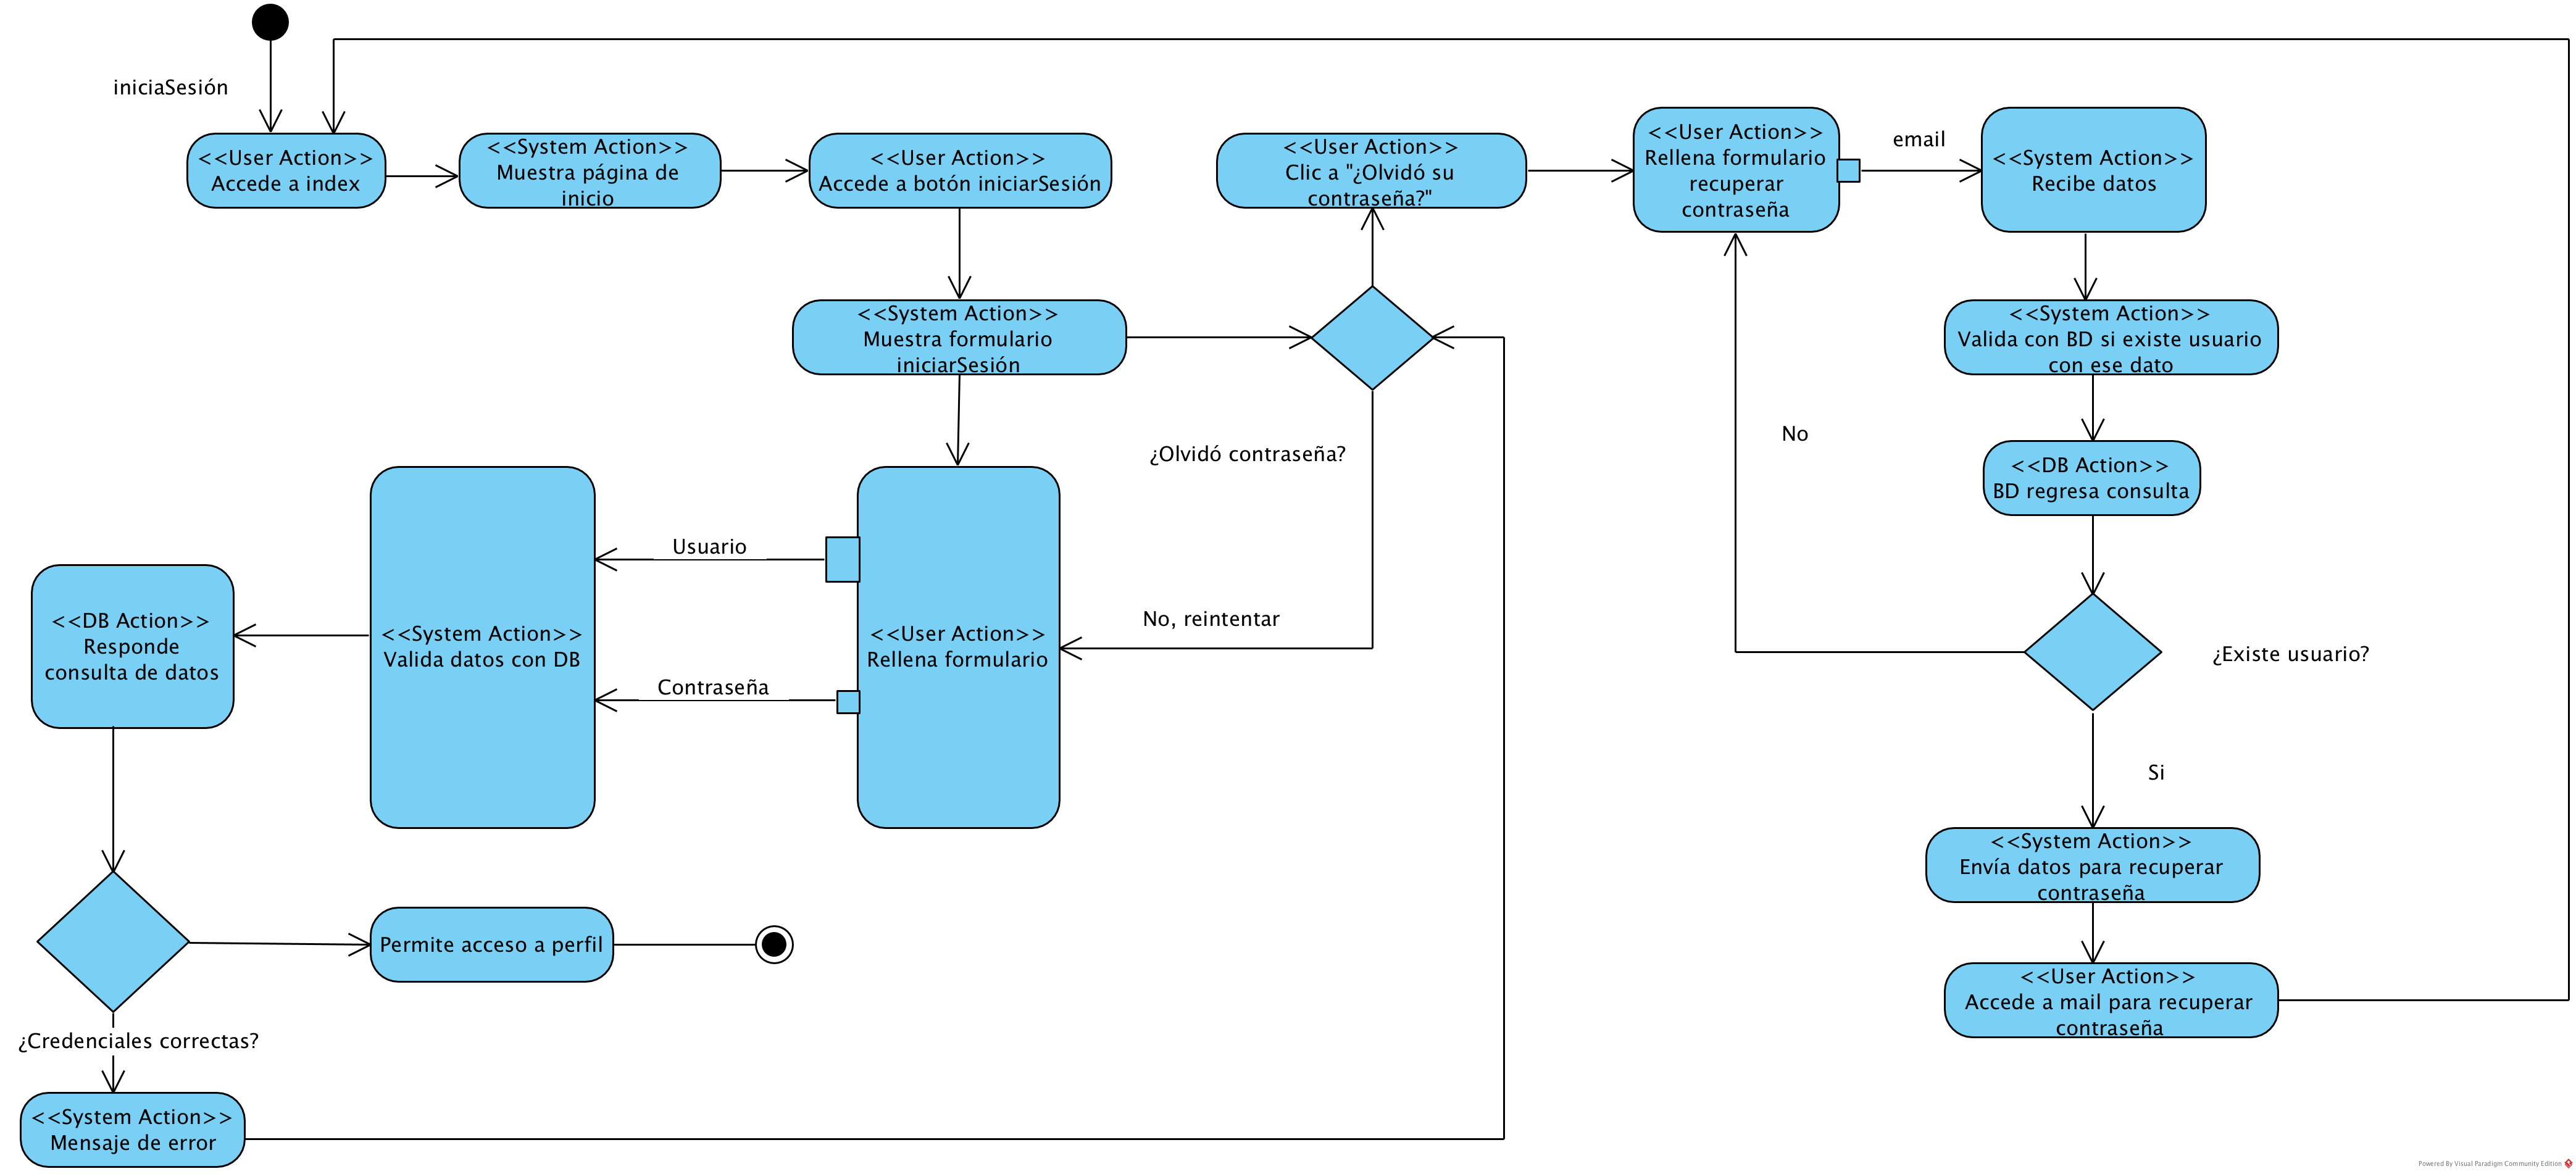 iniciaSesión
<<User Action>>
Accede a index
<<System Action>>
Muestra página de
inicio
<<User Action>>
Accede a botón iniciarSesión
<<User Action>>
Clic a "¿Olvidó su
contraseña?"
<<User Action>>
Rellena formulario
recuperar
contraseña
email
<<System Action>>
Recibe datos
<<System Action>>
Muestra formulario
iniciarSesión
<<System Action>>
Valida con BD si existe usuario
con ese dato
No
¿Olvidó contraseña?
<<DB Action>>
BD regresa consulta
Usuario
<<DB Action>>
Responde
consulta de datos
<<System Action>>
Valida datos con DB
<<User Action>>
Rellena formulario
No, reintentar
¿Existe usuario?
Contraseña
Si
<<System Action>>
Envía datos para recuperar
contraseña
Permite acceso a perfil
<<User Action>>
Accede a mail para recuperar
contraseña
¿Credenciales correctas?
<<System Action>>
Mensaje de error
Powered By Visual Paradigm Community Edition